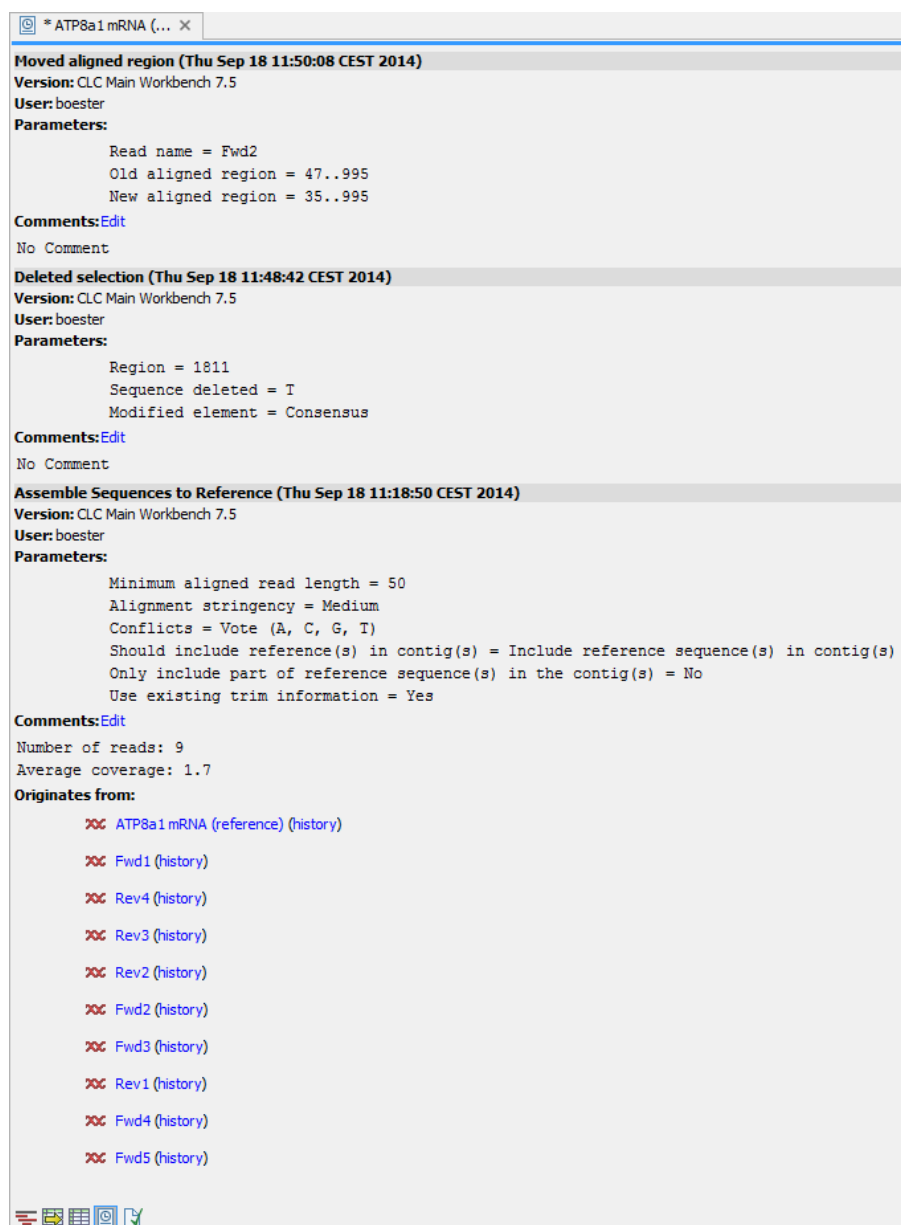 * ATP8a1 mRNA (...
Moved aligned region (Thu Sep 18 11:50:08 CEST 2014)
Version: CLC Main Workbench 7.5
User: boester
Parameters:
Read name = Fwd2
Old aligned region = 47..995
New aligned region = 35..995
Comments:Edit
No Comment
Deleted selection (Thu Sep 18 11:48:42 CEST 2014)
Version: CLC Main Workbench 7.5
User: boester
Parameters:
Region = 1811
Sequence deleted = T
Modified element = Consensus
Comments:Edit
No Comment
Assemble Sequences to Reference (Thu Sep 18 11:18:50 CEST 2014)
Version: CLC Main Workbench 7.5
User: boester
Parameters:
Minimum aligned read length = 50
Alignment stringency = Medium
Conflicts = Vote (A, C, G, T)
Should include reference(s) in contig(s) = Include reference sequence(s) in contig(s)
Only include part of reference sequence(s) in the contig(s) = No
Use existing trim information = Yes
Comments:Edit
Number of reads: 9
Average coverage: 1.7
Originates from:
ATP8a1 mRNA (reference) (history)
Fwd1 (history)
Rev4 (history)
Rev3 (history)
Rev2 (history)
Fwd2 (history)
Fwd3 (history)
Rev1 (history)
Fwd4 (history)
Fwd5 (history)